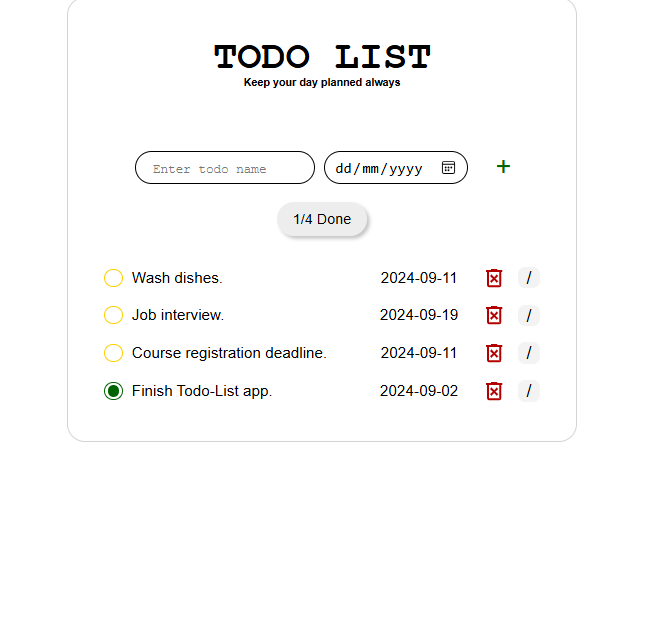 TODO LIST
Keep your day planned always
Enter todo name dd/mm/yyyy +
1/4 Done
Wash dishes. 2024-09-11 /
Job interview. 2024-09-19 /
Course registration deadline. 2024-09-11 /
Finish Todo-List app. 2024-09-02 /